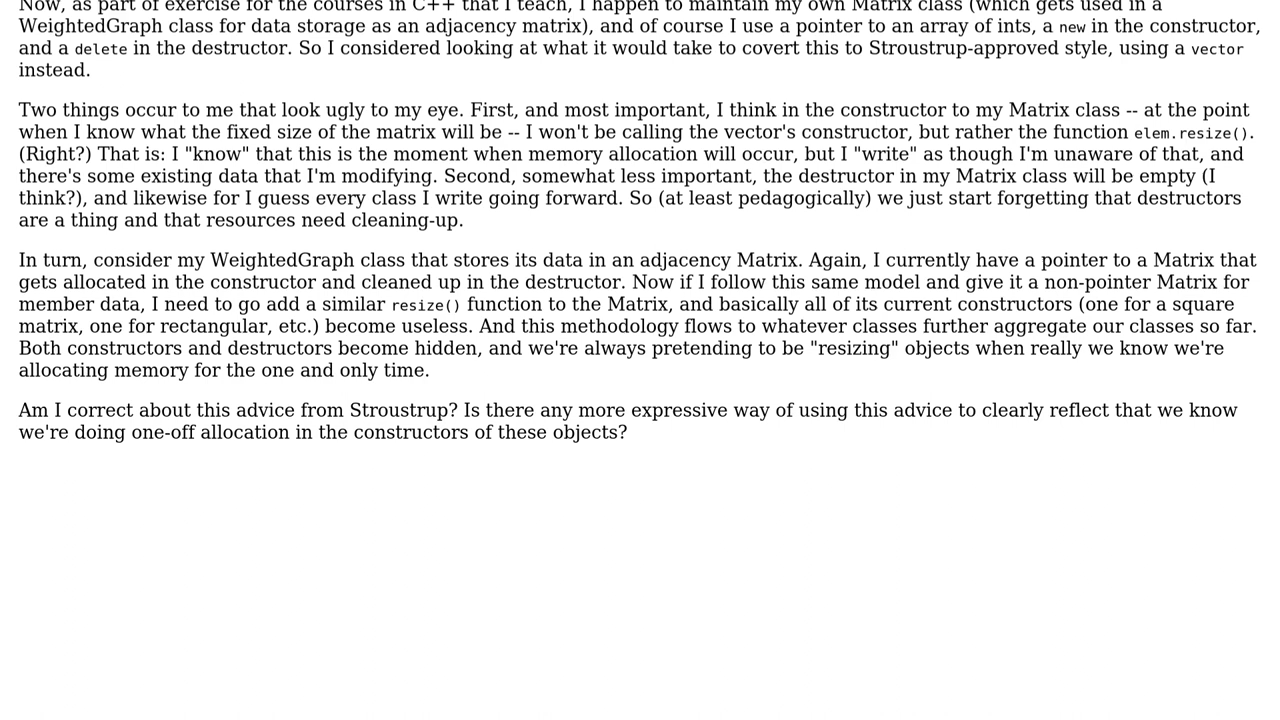 Now, as part of exercise for the courses in C++ that I teach, I happen to maintain my own Matrix class (which gets used in a
WeightedGraph class for data storage as an adjacency matrix), and of course I use a pointer to an array of ints, a new in the constructor,
and a delete in the destructor. So I considered looking at what it would take to covert this to Stroustrup-approved style, using a vector
instead.
Two things occur to me that look ugly to my eye. First, and most important, I think in the constructor to my Matrix class -- at the point
when I know what the fixed size of the matrix will be -- I won't be calling the vector's constructor, but rather the function elem.resize().
(Right?) That is: I "know" that this is the moment when memory allocation will occur, but I "write" as though I'm unaware of that, and
there's some existing data that I'm modifying. Second, somewhat less important, the destructor in my Matrix class will be empty (I
think?), and likewise for I guess every class I write going forward. So (at least pedagogically) we just start forgetting that destructors
are a thing and that resources need cleaning-up.
In turn, consider my WeightedGraph class that stores its data in an adjacency Matrix. Again, I currently have a pointer to a Matrix that
gets allocated in the constructor and cleaned up in the destructor. Now if I follow this same model and give it a non-pointer Matrix for
member data, I need to go add a similar resize() function to the Matrix, and basically all of its current constructors (one for a square
matrix, one for rectangular, etc.) become useless. And this methodology flows to whatever classes further aggregate our classes so far.
Both constructors and destructors become hidden, and we're always pretending to be "resizing" objects when really we know we're
allocating memory for the one and only time.
Am I correct about this advice from Stroustrup? Is there any more expressive way of using this advice to clearly reflect that we know
we're doing one-off allocation in the constructors of these objects?